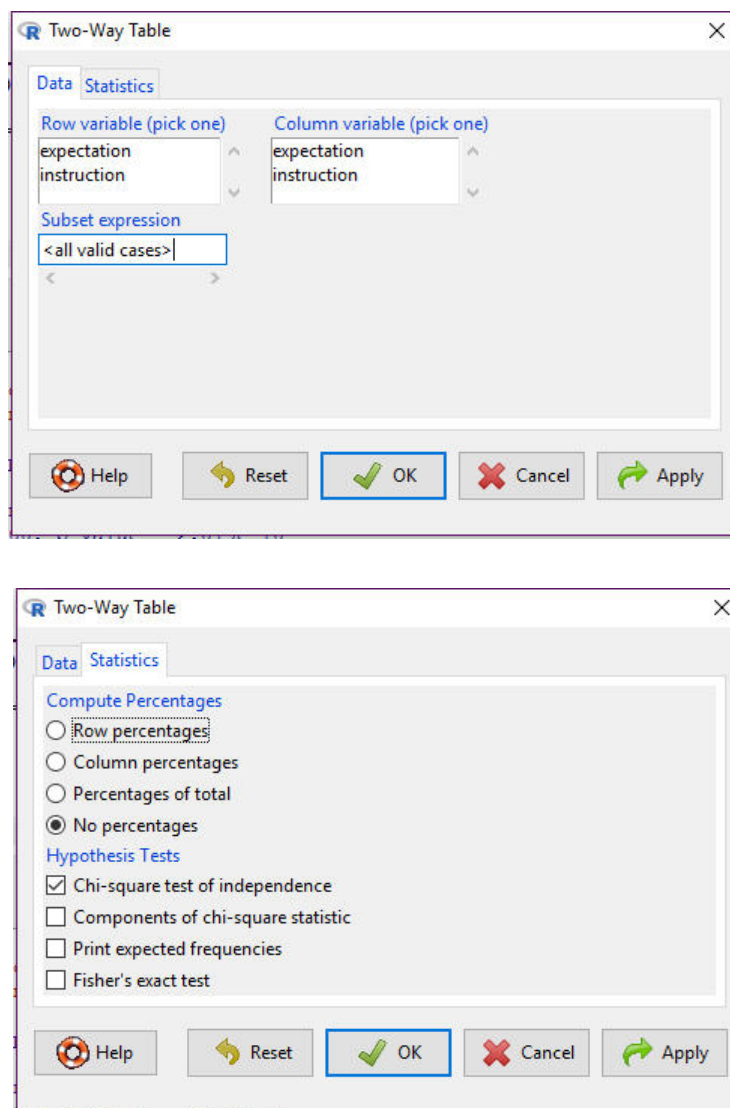 R Two-Way Table
Data Statistics
Row variable (pick one) Column variable (pick one)
expectation expectation
instruction instruction
Subset expression
<all valid cases>
Help Reset OK Cancel Apply
R Two-Way Table
Data Statistics
Compute Percentages
Row percentages
Column percentages
Percentages of total
No percentages
Hypothesis Tests
Chi-square test of independence
Components of chi-square statistic
Print expected frequencies
Fisher's exact test
Help Reset OK Cancel Apply